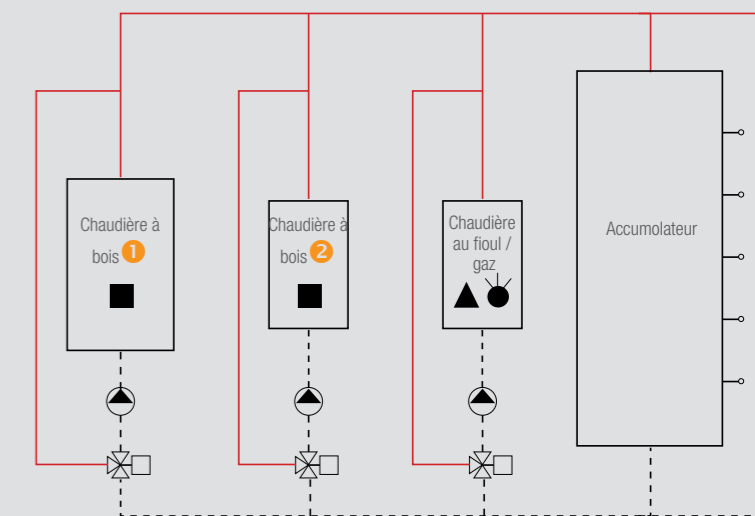 Chaudière à
bois 1
Chaudière à
bois 2
Chaudière
au fioul /
gaz
Accumolateur